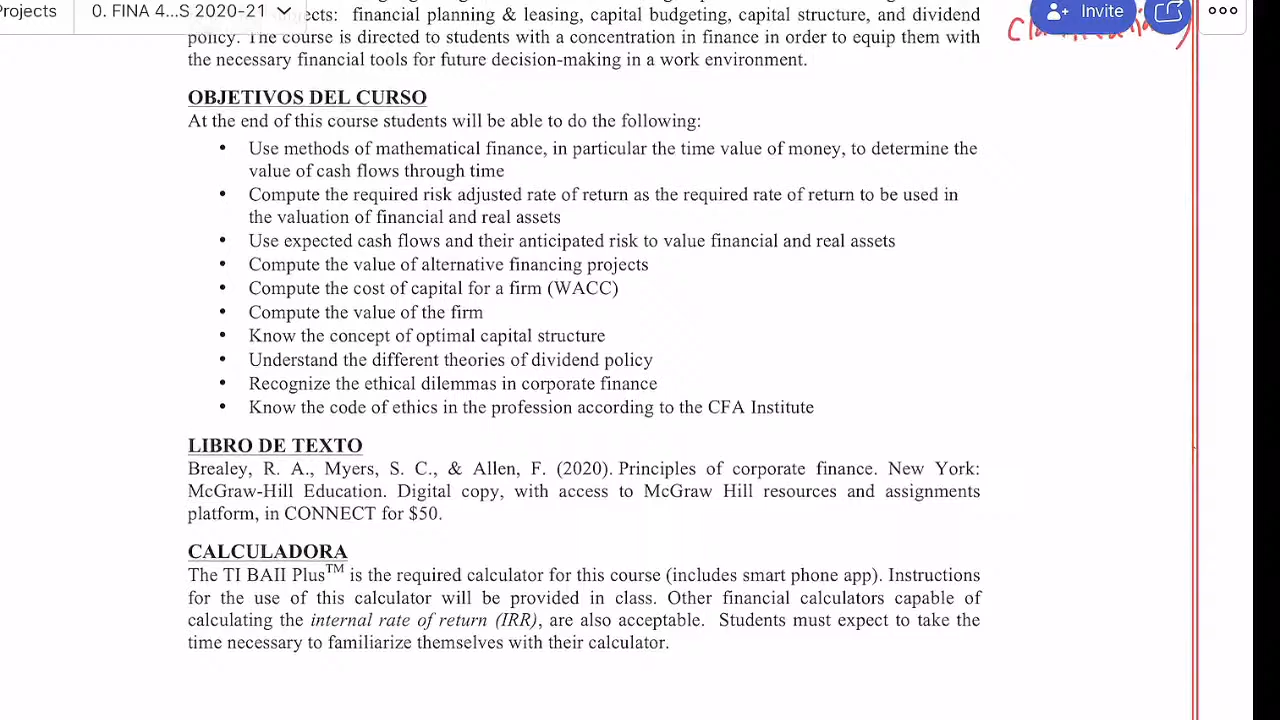 Projects
0. FINA 4...S 2020-21
Invite
financial planning & leasing, capital budgeting, capital structure, and dividend
policy. The course is directed to students with a concentration in finance in order to equip them with
the necessary financial tools for future decision-making in a work environment.
OBJETIVOS DEL CURSO
At the end of this course students will be able to do the following:
• Use methods of mathematical finance, in particular the time value of money, to determine the
value of cash flows through time
• Compute the required risk adjusted rate of return as the required rate of return to be used in
the valuation of financial and real assets
• Use expected cash flows and their anticipated risk to value financial and real assets
• Compute the value of alternative financing projects
• Compute the cost of capital for a firm (WACC)
• Compute the value of the firm
• Know the concept of optimal capital structure
• Understand the different theories of dividend policy
• Recognize the ethical dilemmas in corporate finance
• Know the code of ethics in the profession according to the CFA Institute
LIBRO DE TEXTO
Brealey, R. A., Myers, S. C., & Allen, F. (2020). Principles of corporate finance. New York:
McGraw-Hill Education. Digital copy, with access to McGraw Hill resources and assignments
platform, in CONNECT for $50.
CALCULADORA
The TI BAII Plus™ is the required calculator for this course (includes smart phone app). Instructions
for the use of this calculator will be provided in class. Other financial calculators capable of
calculating the internal rate of return (IRR), are also acceptable. Students must expect to take the
time necessary to familiarize themselves with their calculator.